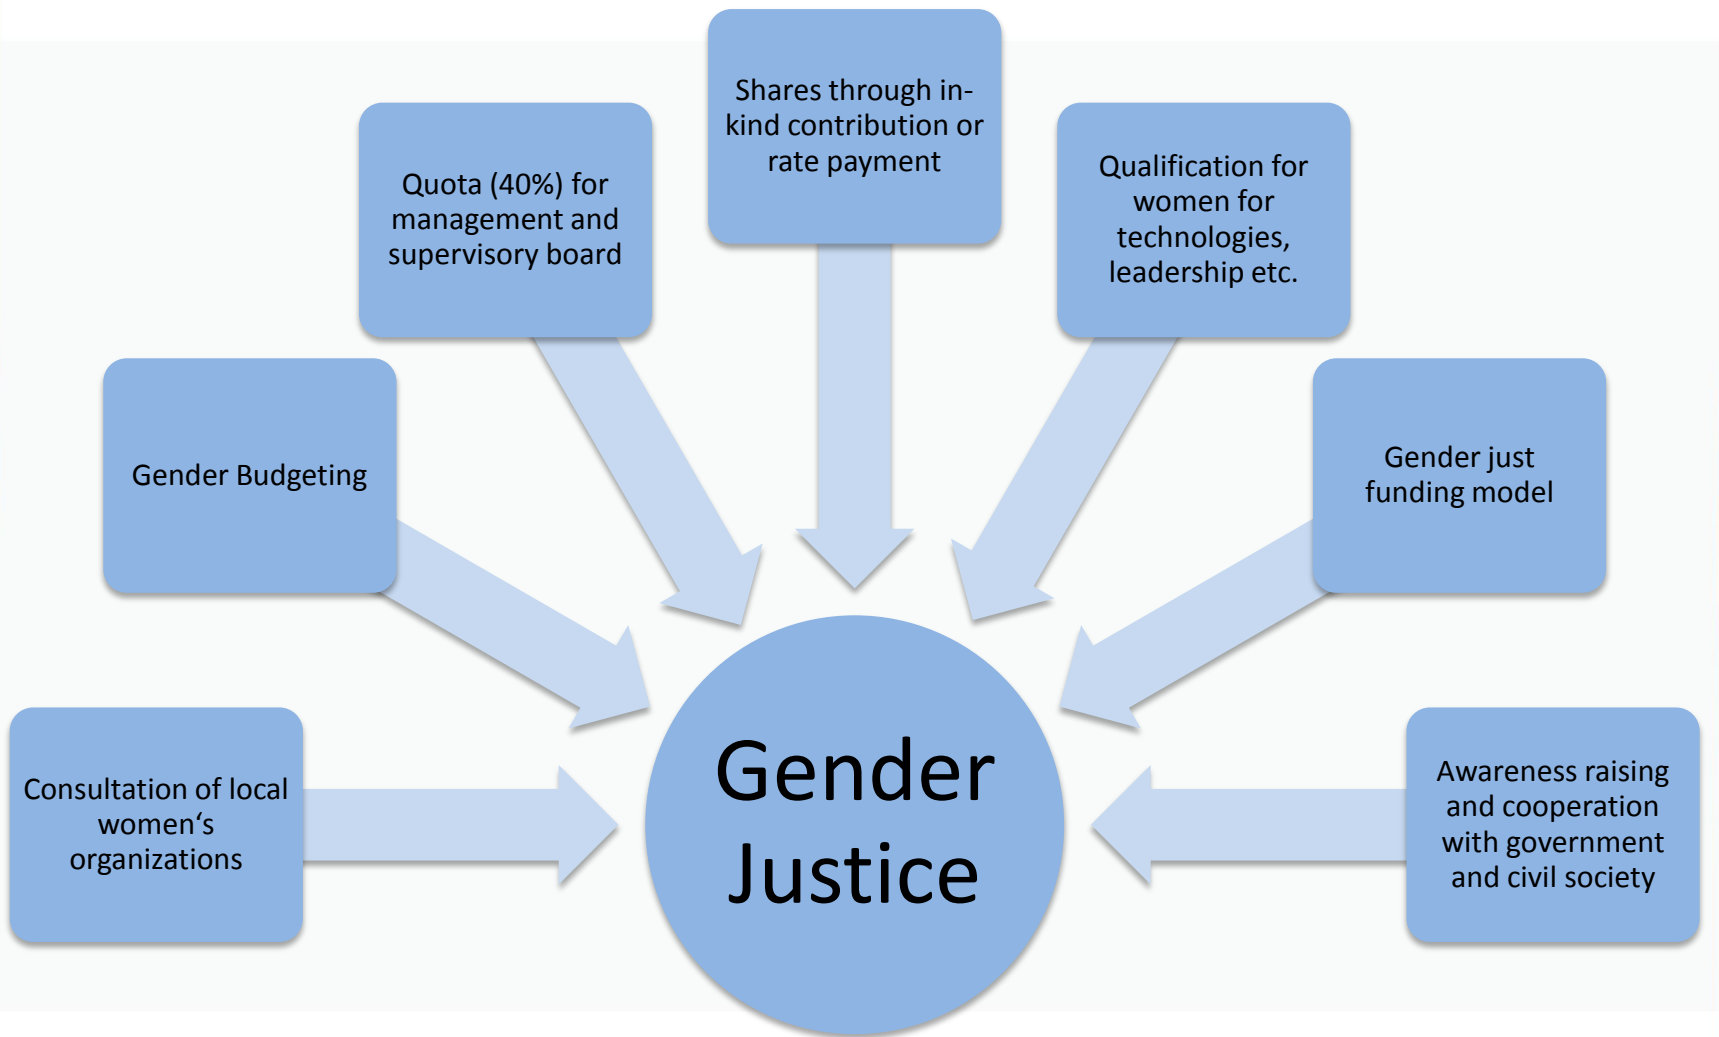 Shares through in-
kind contribution or
rate payment
Quota (40%) for
management and
supervisory board
Qualification for
women for
technologies,
leadership etc.
Gender Budgeting
Gender just
funding model
Consultation of local
women‘s
organizations
Gender
Justice
Awareness raising
and cooperation
with government
and civil society